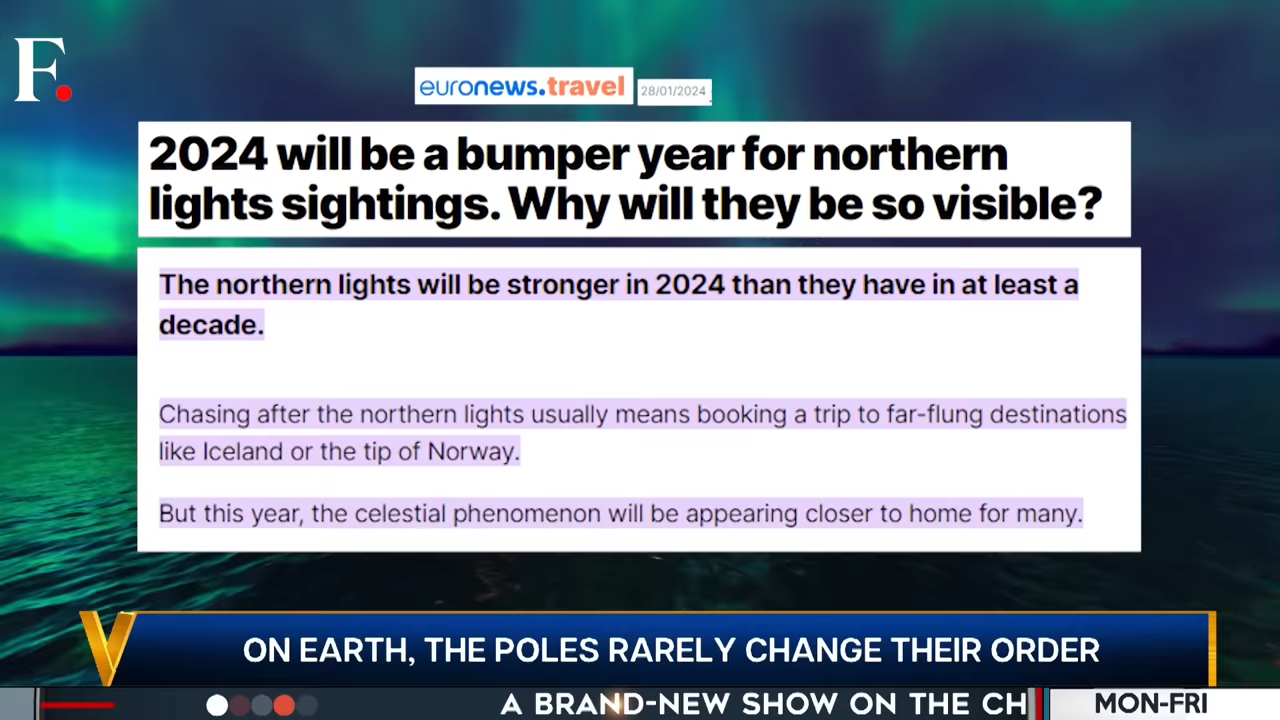 F.
euronews.travel
28/01/2024
2024 will be a bumper year for northern
lights sightings. Why will they be so visible?
The northern lights will be stronger in 2024 than they have in at least a
decade.
Chasing after the northern lights usually means booking a trip to far-flung destinations
like Iceland or the tip of Norway.
But this year, the celestial phenomenon will be appearing closer to home for many.
V
ON EARTH, THE POLES RARELY CHANGE THEIR ORDER
A BRAND-NEW SHOW ON THE CH
MON-FRI